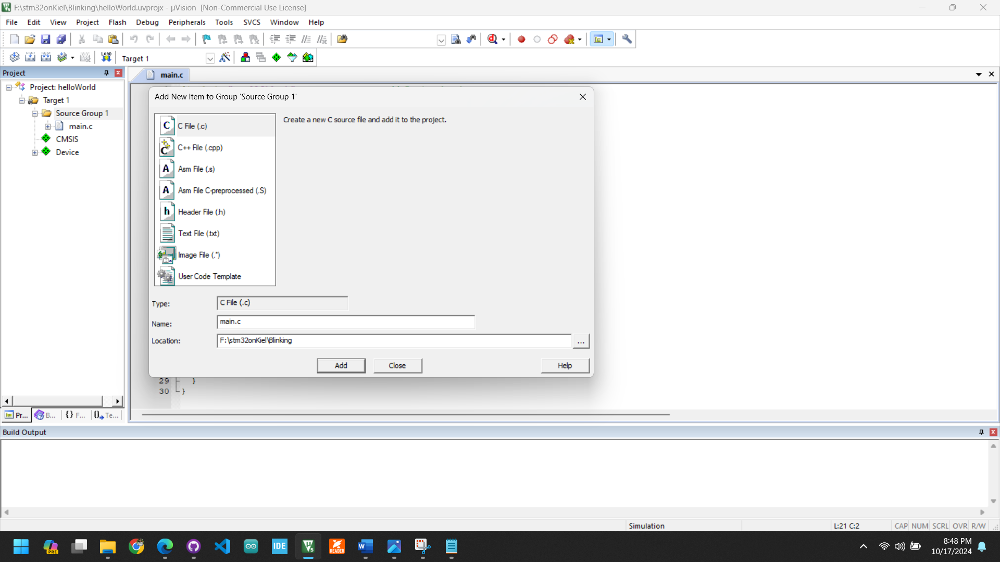 F:\stm32onKiel\Blinking\helloWorld.uvprojx - µVision [Non-Commercial Use License]
File Edit View Project Flash Debug Peripherals Tools SVCS Window Help
LOAD
Target 1
Project
main.c
Project: helloWorld
Target 1
Source Group 1
main.c
CMSIS
Device
Add New Item to Group 'Source Group 1'
C File (.c)
C++ File (.cpp)
Asm File (.s)
Asm File C-preprocessed (.S)
Header File (.h)
Text File (.txt)
Image File (.*)
User Code Template
Create a new C source file and add it to the project.
Type: C File (.c)
Name: main.c
Location: F:\stm32onKiel\Blinking
...
Add Close Help
29 }
30 }
Pr... B... {} F... Te...
Build Output
Simulation L:21 C:2 CAP NUM SCRL OVR R/W
PRE
IDE
READER
8:48 PM
10/17/2024